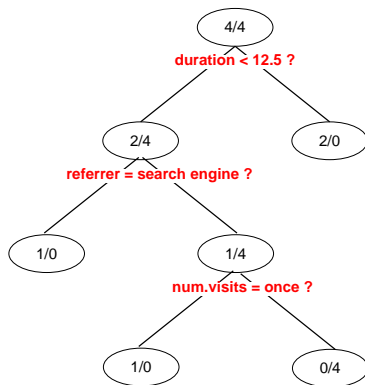 4/4
duration < 12.5 ?
2/4
2/0
referrer = search engine ?
1/0
1/4
num.visits = once ?
1/0
0/4